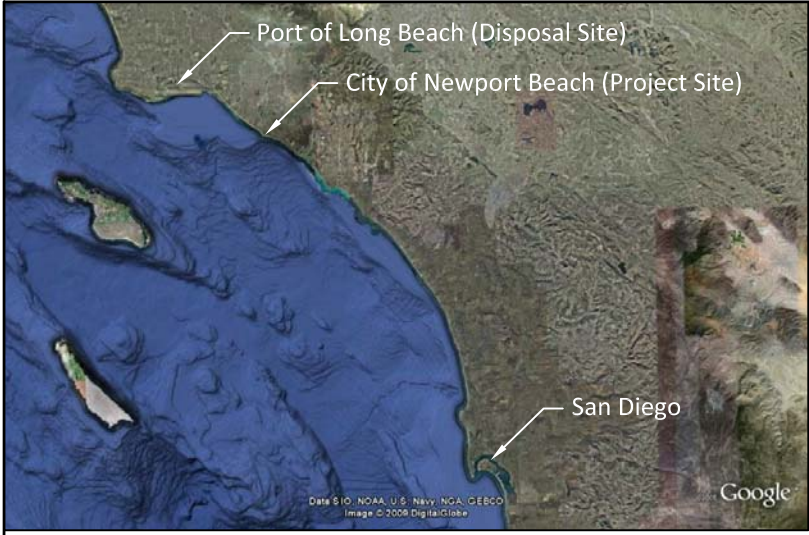 Port of Long Beach (Disposal Site)
City of Newport Beach (Project Site)
San Diego
Data SIO, NOAA, U.S. Navy, NGA, GEBCO
Image © 2009 DigitalGlobe
Google